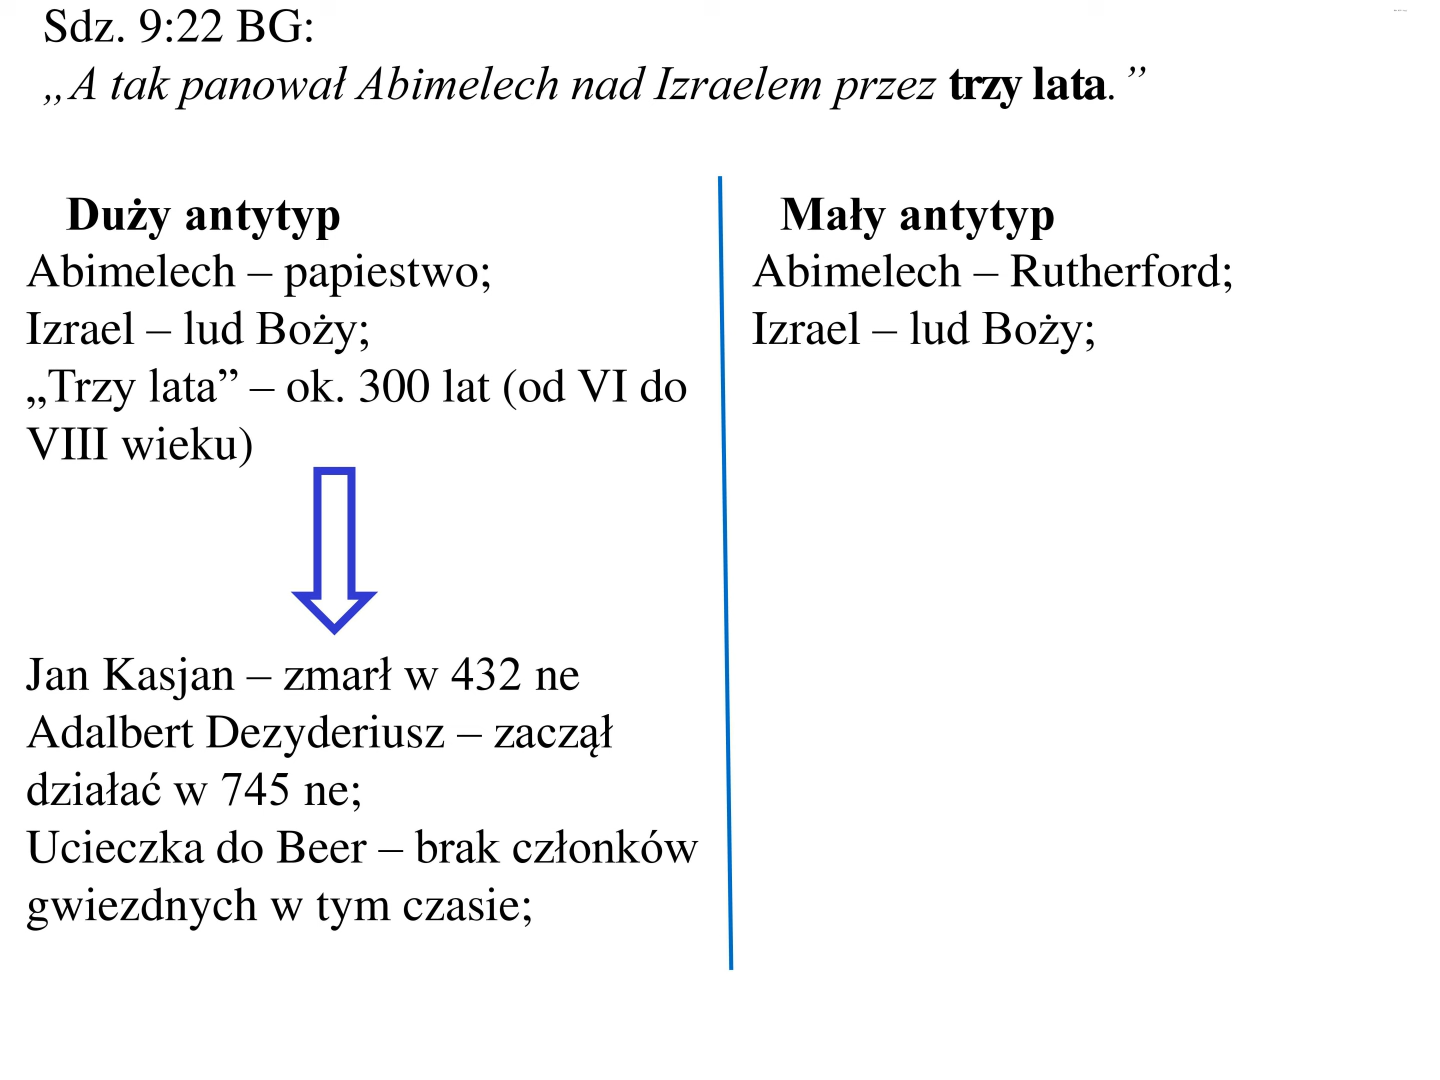 Sdz. 9:22 BG:
„A tak panował Abimelech nad Izraelem przez trzy lata.”
Duży antytyp
Abimelech – papiestwo;
Izrael – lud Boży;
„Trzy lata” – ok. 300 lat (od VI do
VIII wieku)
Jan Kasjan – zmarł w 432 ne
Adalbert Dezyderiusz – zaczął
działać w 745 ne;
Ucieczka do Beer – brak członków
gwiezdnych w tym czasie;
Mały antytyp
Abimelech – Rutherford;
Izrael – lud Boży;